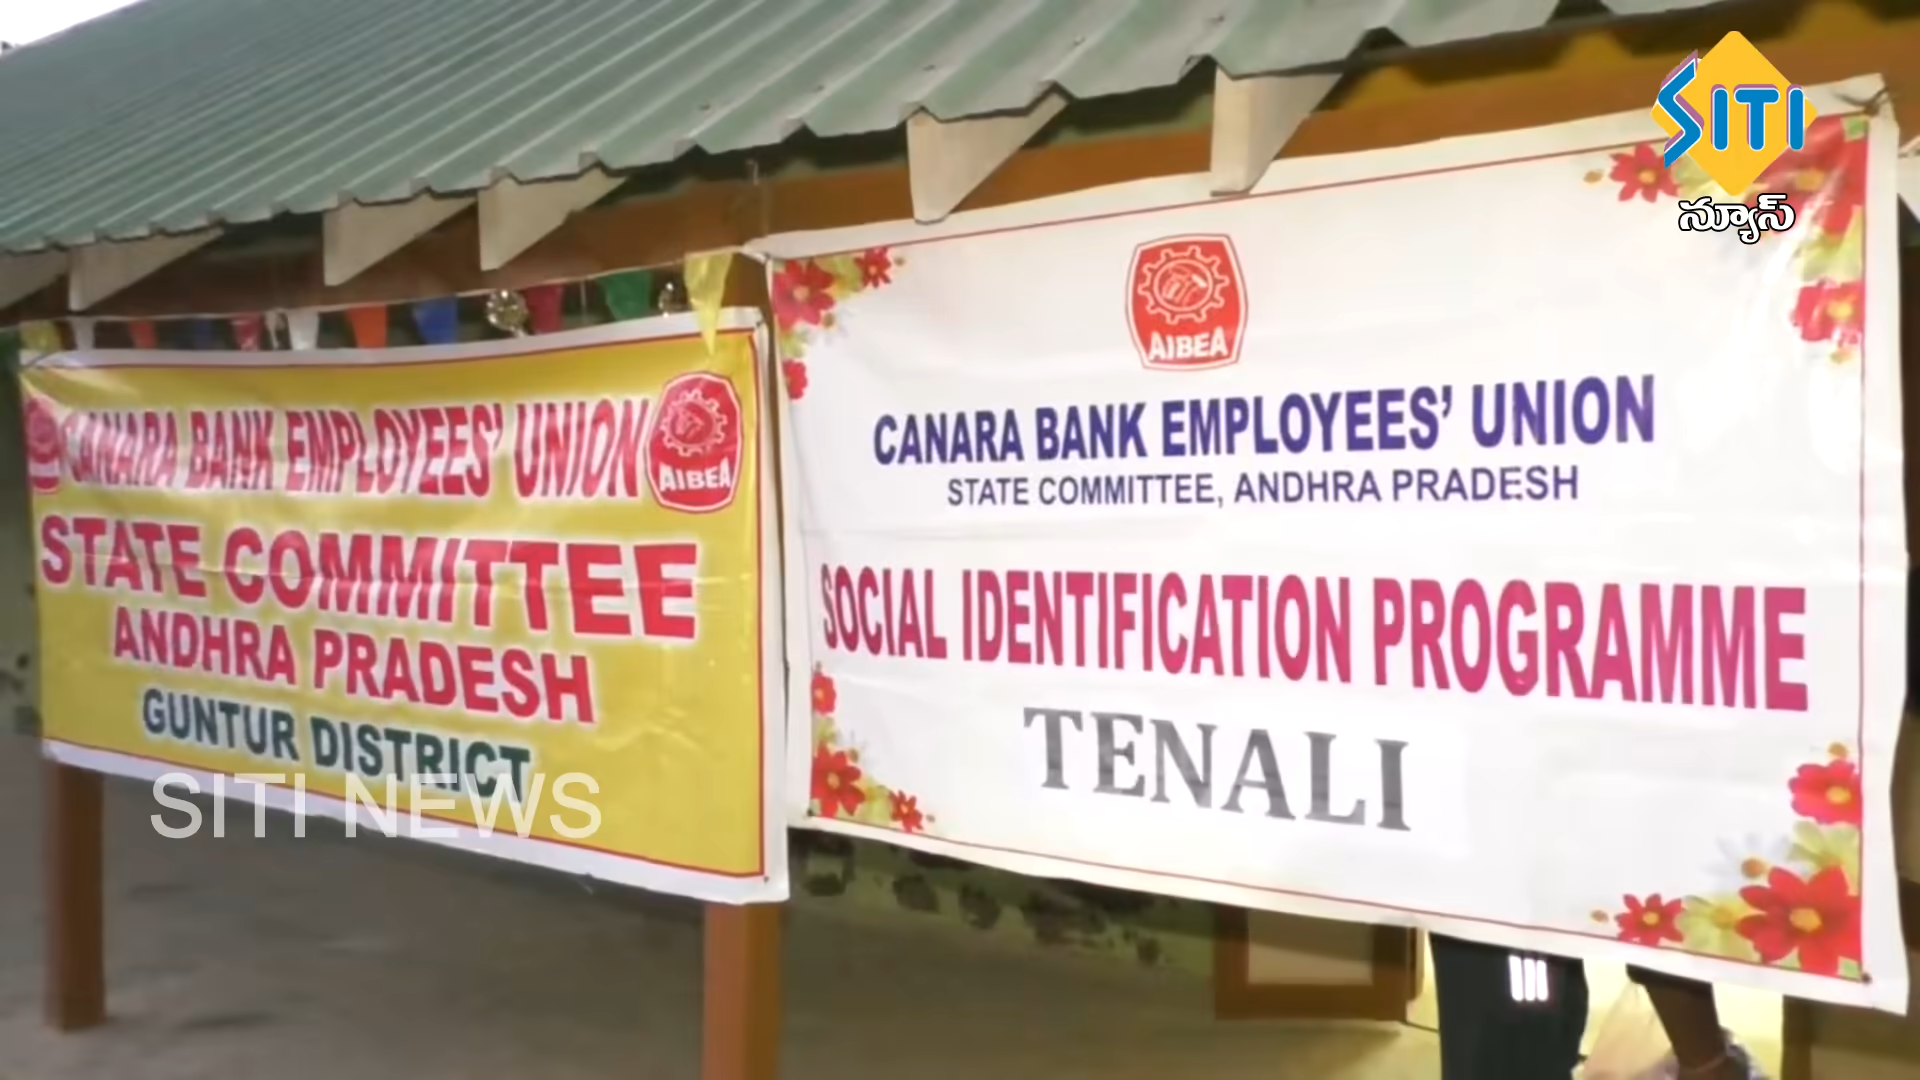 SITI
న్యూస్
AIBEA
CANARA BANK EMPLOYEES' UNION
AIBEA
STATE COMMITTEE
ANDHRA PRADESH
GUNTUR DISTRICT
SITI NEWS
AIBEA
CANARA BANK EMPLOYEES' UNION
STATE COMMITTEE, ANDHRA PRADESH
SOCIAL IDENTIFICATION PROGRAMME
TENALI